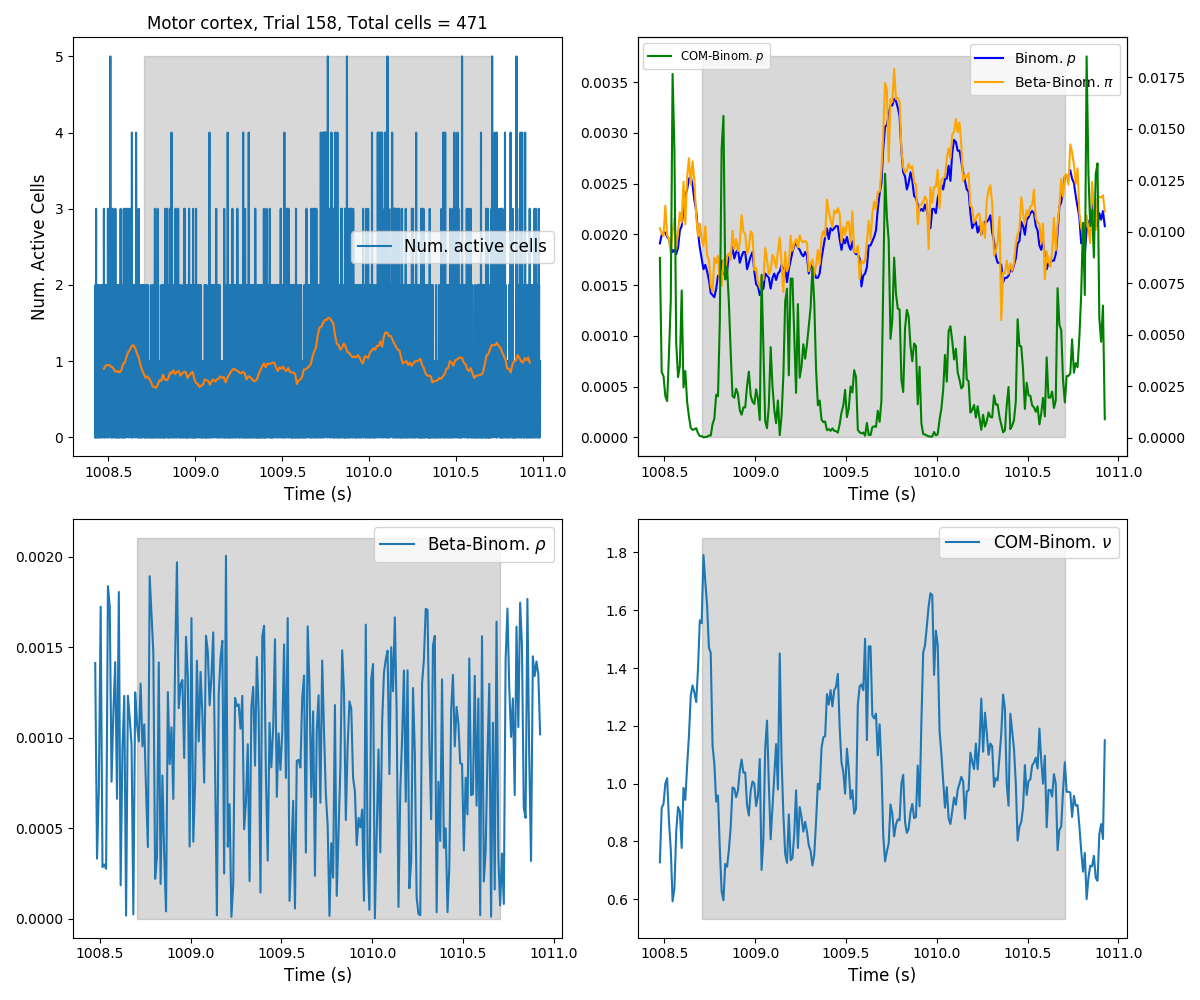 Motor cortex, Trial 158, Total cells = 471
Num. Active Cells
5
4
3
2
1
0
Num. active cells
1008.5 1009.0 1009.5 1010.0 1010.5 1011.0
Time (s)
COM-Binom. p
Binom. p
Beta-Binom. π
0.0035
0.0030
0.0025
0.0020
0.0015
0.0010
0.0005
0.0000
0.0175
0.0150
0.0125
0.0100
0.0075
0.0050
0.0025
0.0000
1008.5 1009.0 1009.5 1010.0 1010.5 1011.0
Time (s)
Beta-Binom. ρ
0.0020
0.0015
0.0010
0.0005
0.0000
1008.5 1009.0 1009.5 1010.0 1010.5 1011.0
Time (s)
COM-Binom. ν
1.8
1.6
1.4
1.2
1.0
0.8
0.6
1008.5 1009.0 1009.5 1010.0 1010.5 1011.0
Time (s)